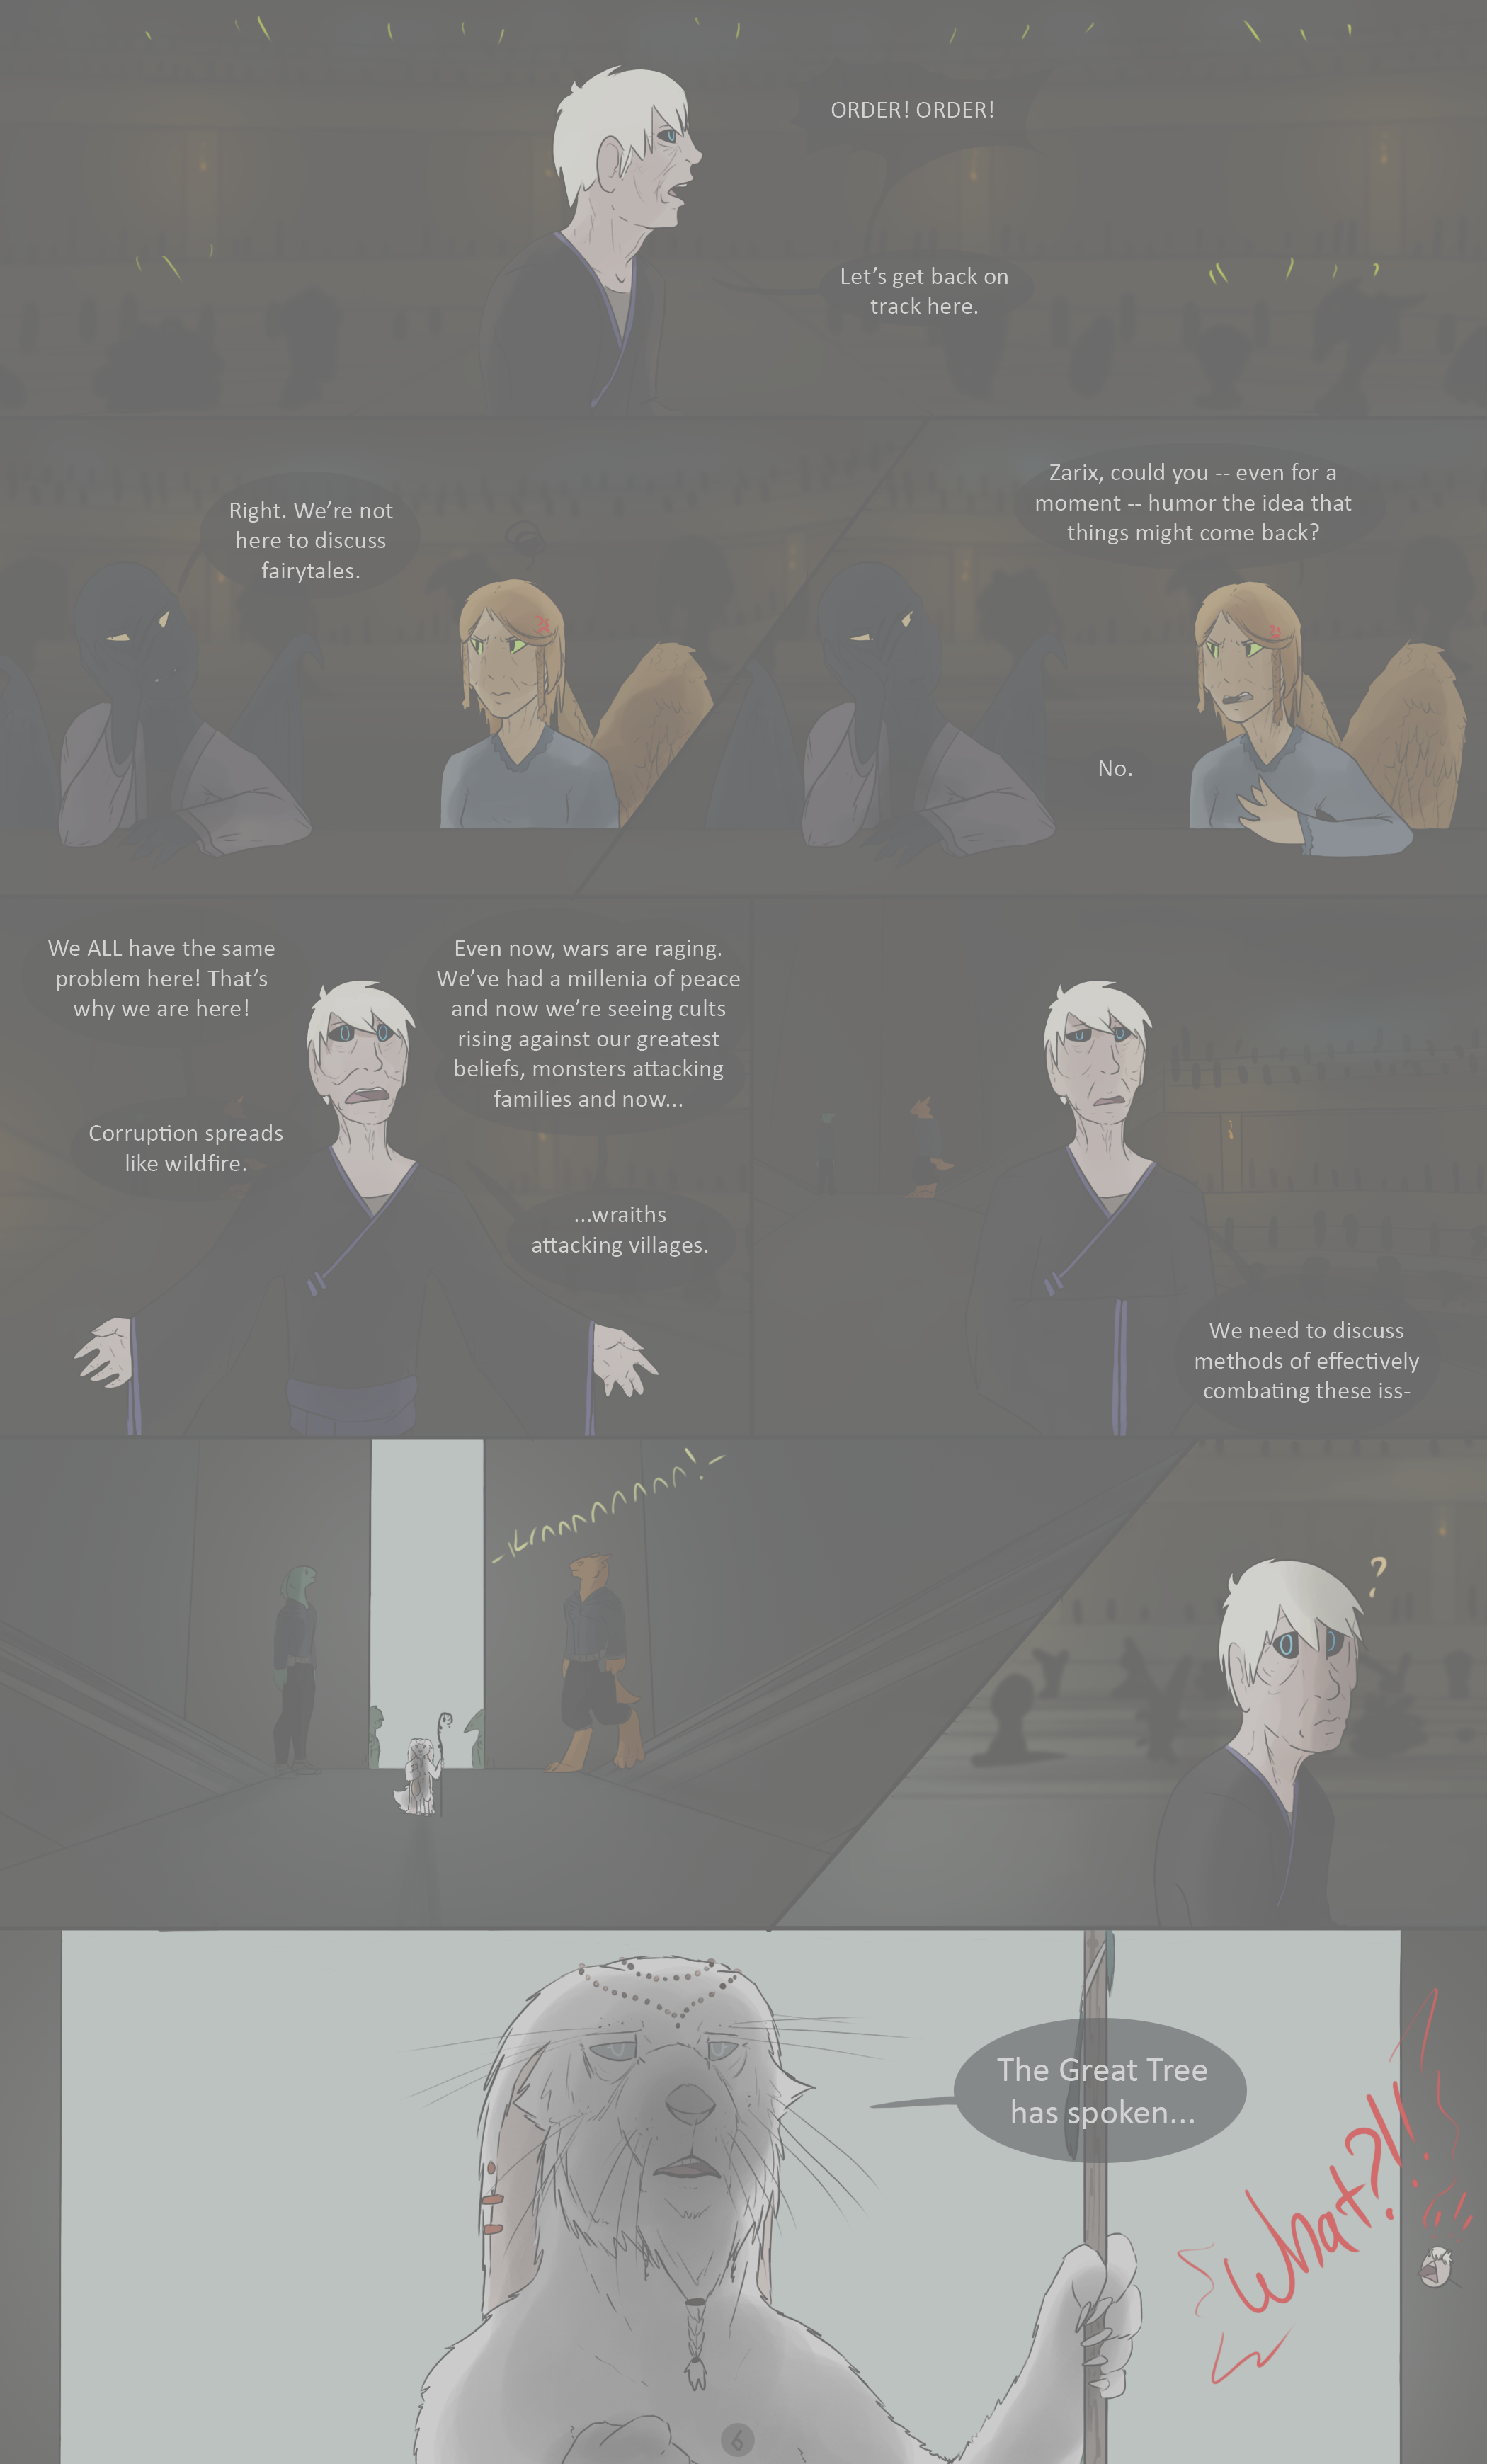 ORDER! ORDER!
Let's get back on
track here.
Right. We're not
here to discuss
fairytales.
Zarix, could you -- even for a
moment -- humor the idea that
things might come back?
No.
We ALL have the same
problem here! That's
why we are here!
Corruption spreads
like wildfire.
Even now, wars are raging.
We've had a millenia of peace
and now we're seeing cults
rising against our greatest
beliefs, monsters attacking
families and now...
...wraiths
attacking villages.
We need to discuss
methods of effectively
combating these iss-
?
The Great Tree
has spoken...
What?!!
6